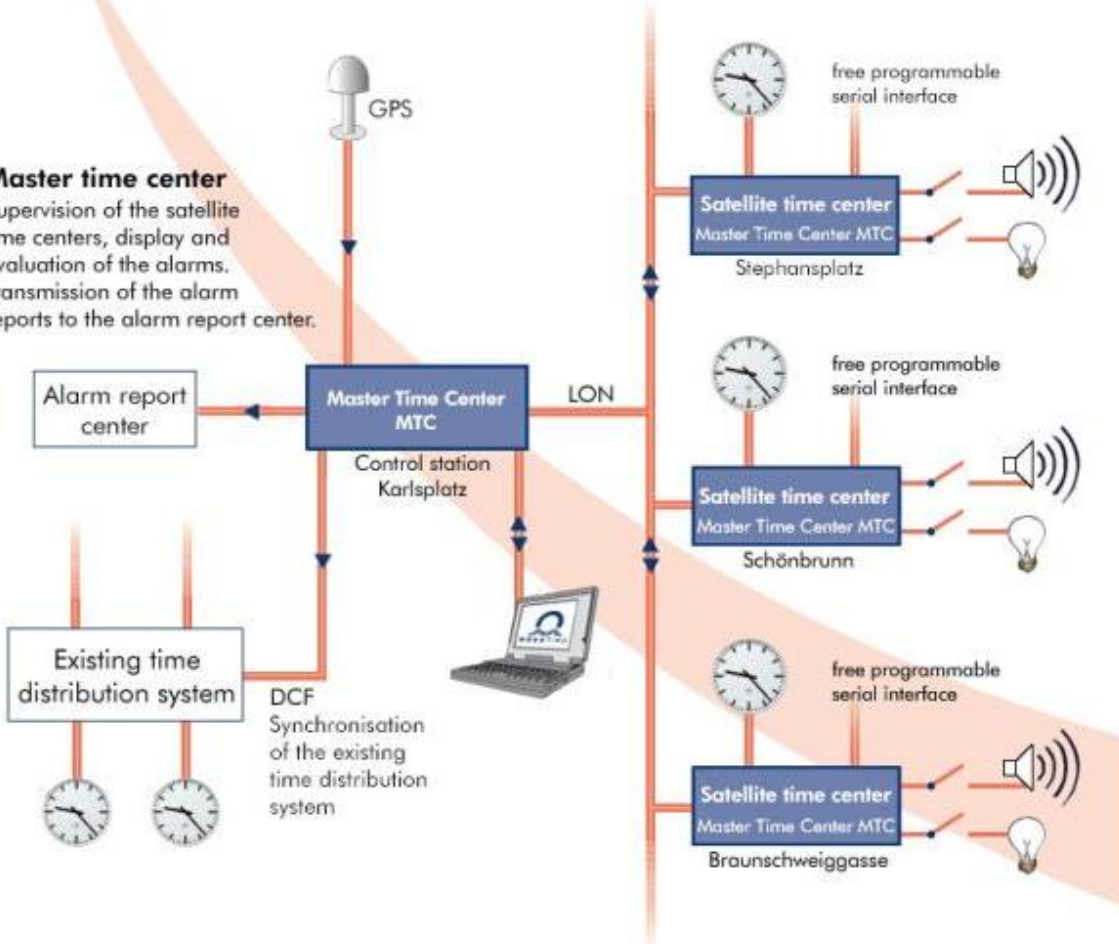 GPS
Master time center
upervision of the satellite
me centers, display and
valuation of the alarms.
ransmission of the alarm
eports to the alarm report center.
Alarm report
center
Master Time Center
MTC
Control station
Karlsplatz
LON
Existing time
distribution system
DCF
Synchronisation
of the existing
time distribution
system
free programmable
serial interface
Satellite time center
Master Time Center MTC
Stephansplatz
free programmable
serial interface
Satellite time center
Master Time Center MTC
Schönbrunn
free programmable
serial interface
Satellite time center
Master Time Center MTC
Braunschweiggasse